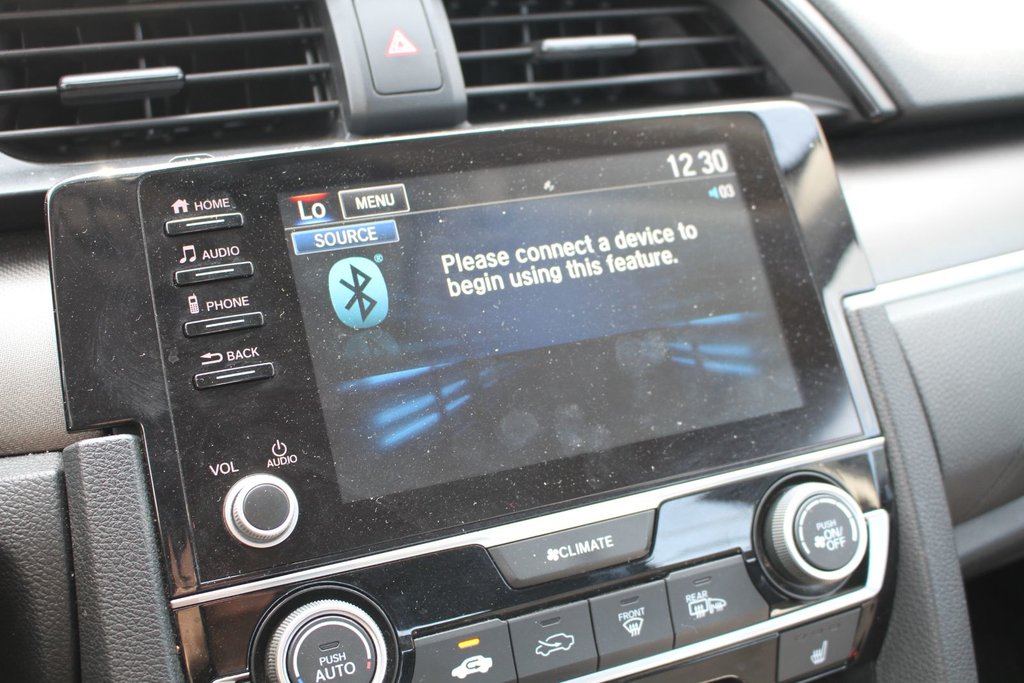 HOME
AUDIO
PHONE
BACK
VOL
AUDIO
Lo
MENU
SOURCE
12 30
03
Please connect a device to
begin using this feature.
®
CLIMATE
PUSH
ON/
OFF
PUSH
AUTO
FRONT
REAR